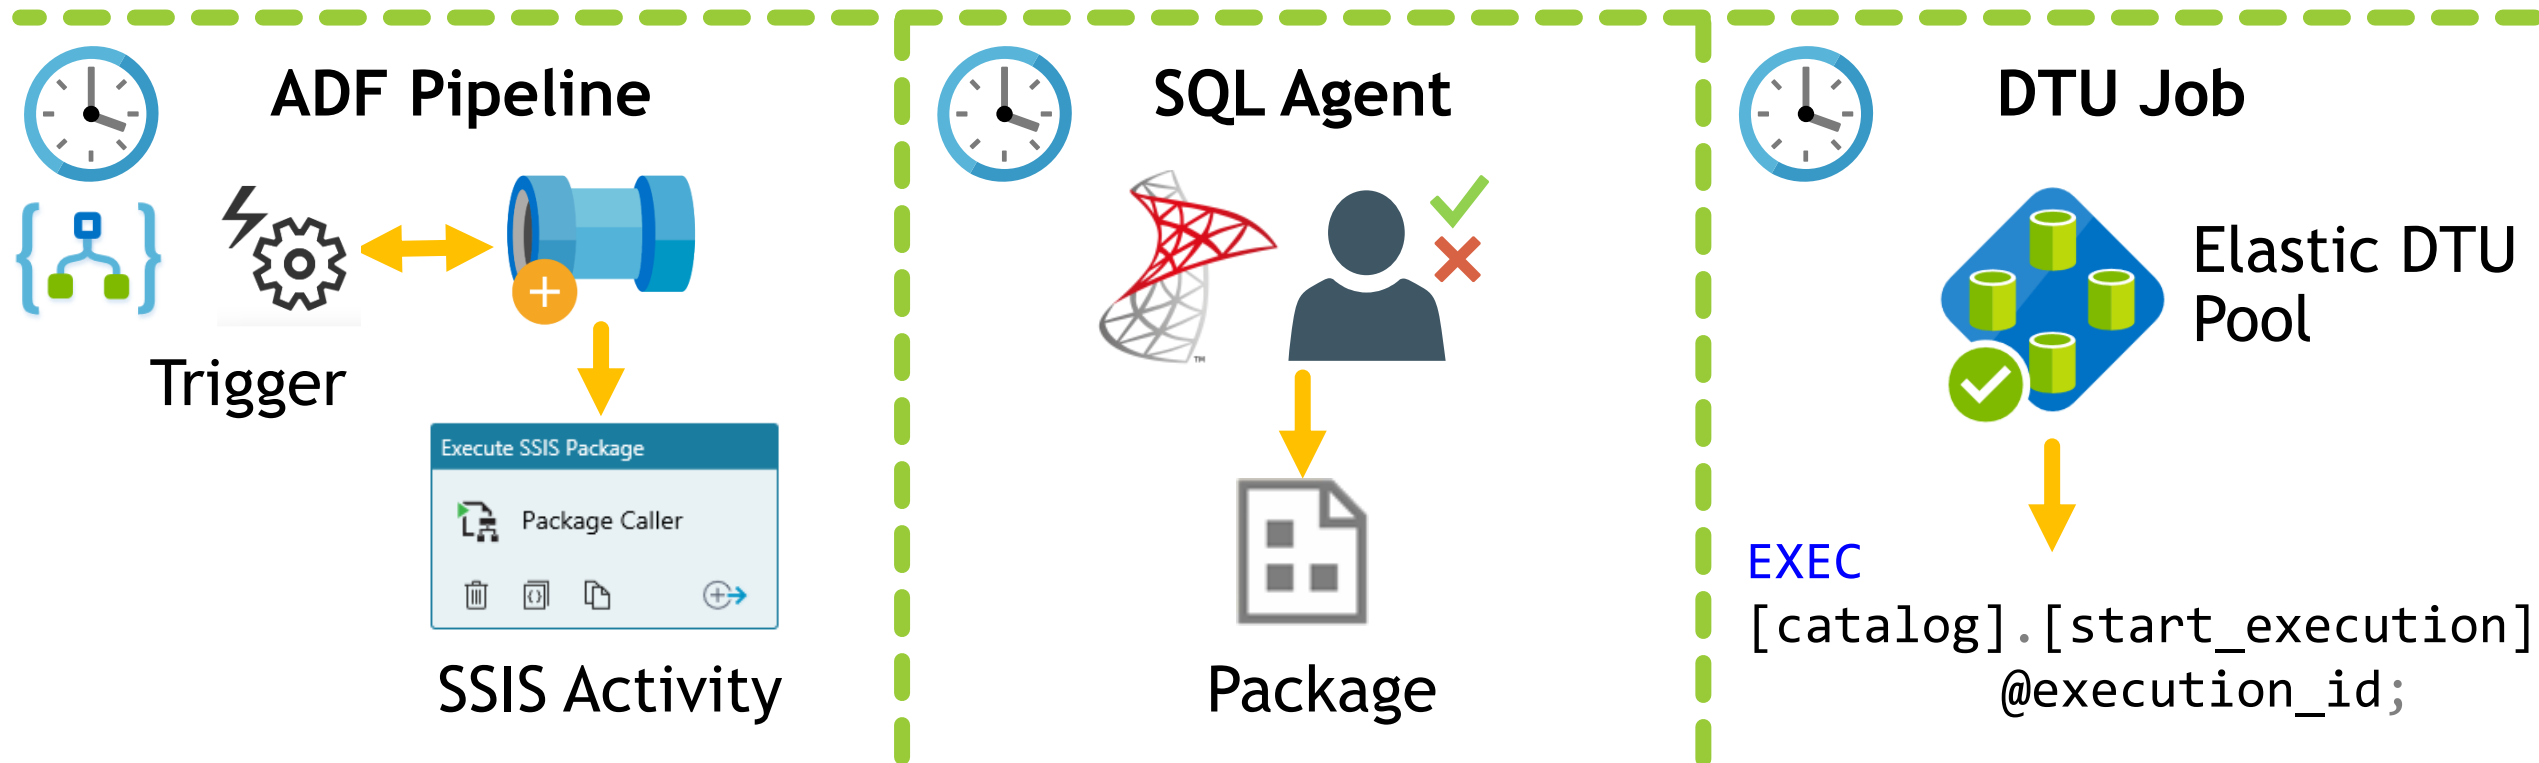 ADF Pipeline
Trigger
Execute SSIS Package
Package Caller
SSIS Activity
SQL Agent
TM
Package
DTU Job
Elastic DTU
Pool
EXEC
[catalog].[start_execution]
@execution_id;